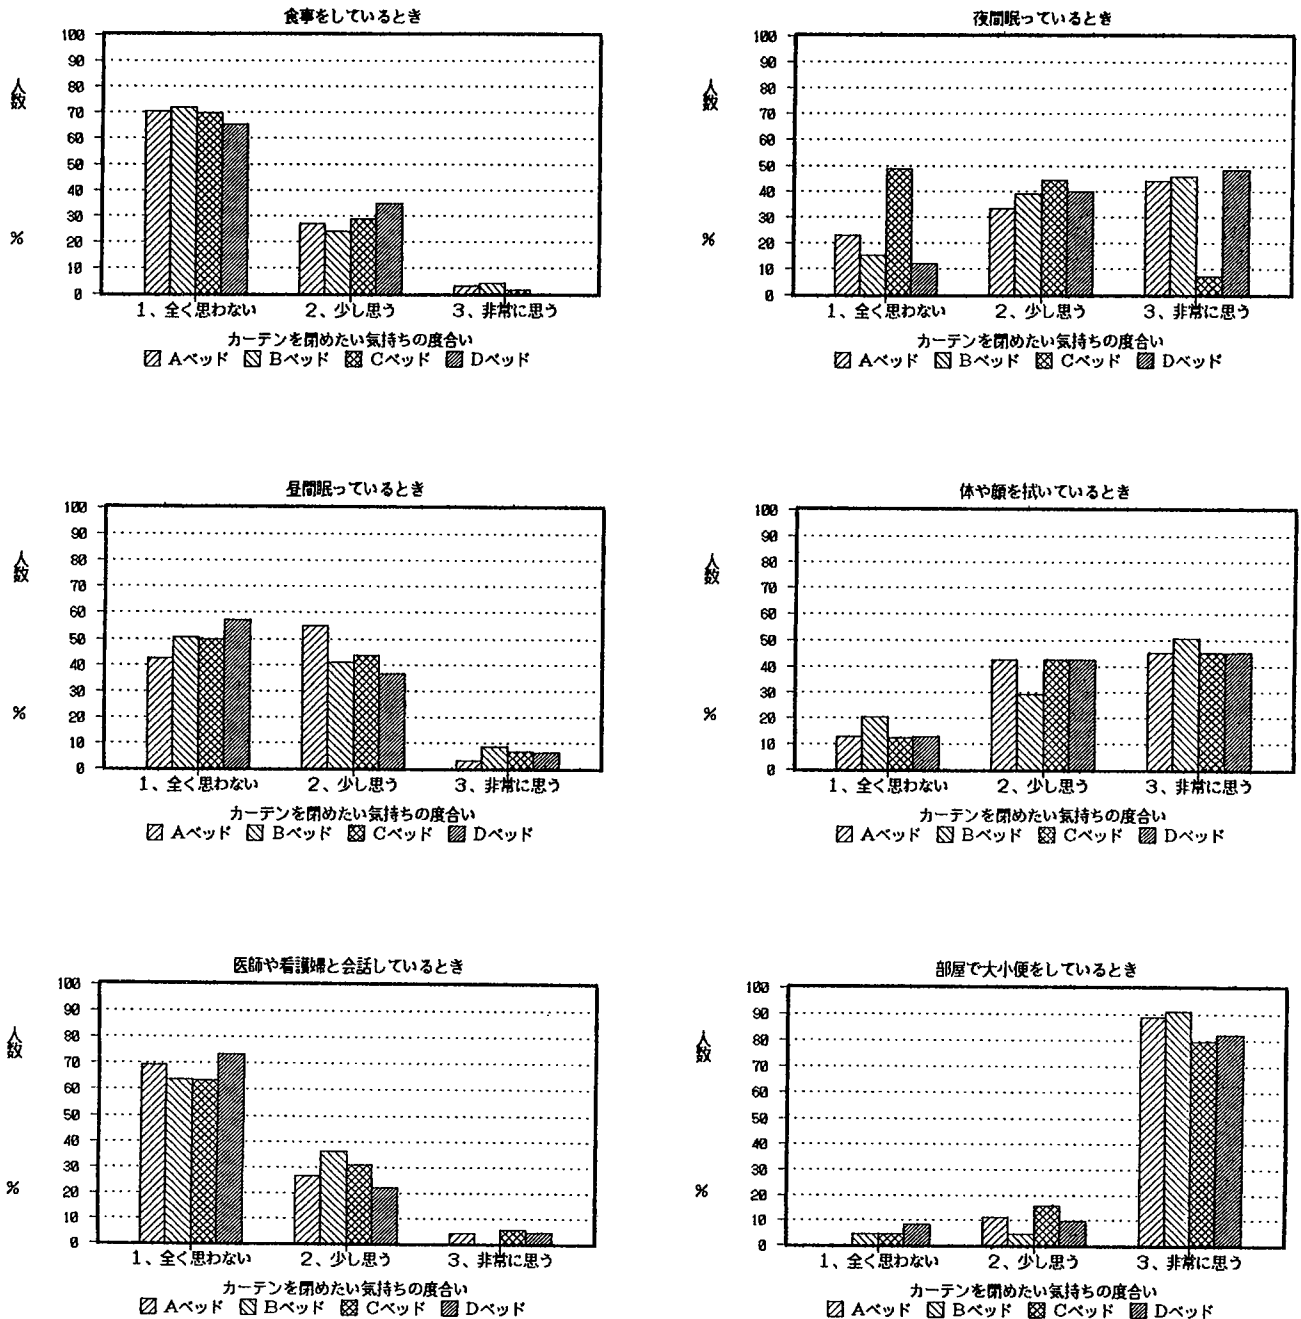 食事をしているとき
100
90
80
70
60
50
40
30
20
10
0
人数
%
1、全く思わない 2、少し思う 3、非常に思う
カーテンを閉めたい気持ちの度合い
Aベッド Bベッド Cベッド Dベッド
夜間眠っているとき
100
90
80
70
60
50
40
30
20
10
0
人数
%
1、全く思わない 2、少し思う 3、非常に思う
カーテンを閉めたい気持ちの度合い
Aベッド Bベッド Cベッド Dベッド
昼間眠っているとき
100
90
80
70
60
50
40
30
20
10
0
人数
%
1、全く思わない 2、少し思う 3、非常に思う
カーテンを閉めたい気持ちの度合い
Aベッド Bベッド Cベッド Dベッド
体や顔を拭いているとき
100
90
80
70
60
50
40
30
20
10
0
人数
%
1、全く思わない 2、少し思う 3、非常に思う
カーテンを閉めたい気持ちの度合い
Aベッド Bベッド Cベッド Dベッド
医師や看護婦と会話しているとき
100
90
80
70
60
50
40
30
20
10
0
人数
%
1、全く思わない 2、少し思う 3、非常に思う
カーテンを閉めたい気持ちの度合い
Aベッド Bベッド Cベッド Dベッド
部屋で大小便をしているとき
100
90
80
70
60
50
40
30
20
10
0
人数
%
1、全く思わない 2、少し思う 3、非常に思う
カーテンを閉めたい気持ちの度合い
Aベッド Bベッド Cベッド Dベッド